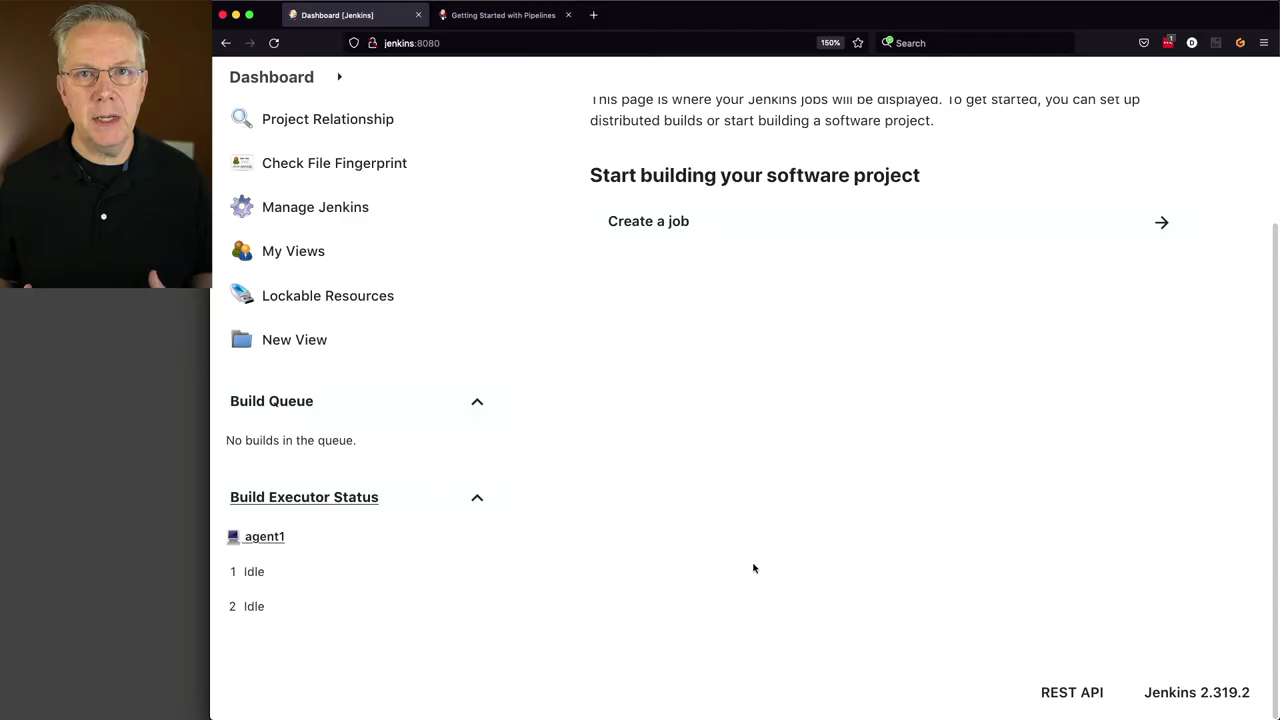 Dashboard [Jenkins]
Getting Started with Pipelines
jenkins:8080
150%
Search
1
D
Dashboard
Project Relationship
Check File Fingerprint
Manage Jenkins
My Views
Lockable Resources
New View
Build Queue
No builds in the queue.
Build Executor Status
agent1
1 Idle
2 Idle
This page is where your Jenkins jobs will be displayed. To get started, you can set up
distributed builds or start building a software project.
Start building your software project
Create a job
REST API
Jenkins 2.319.2